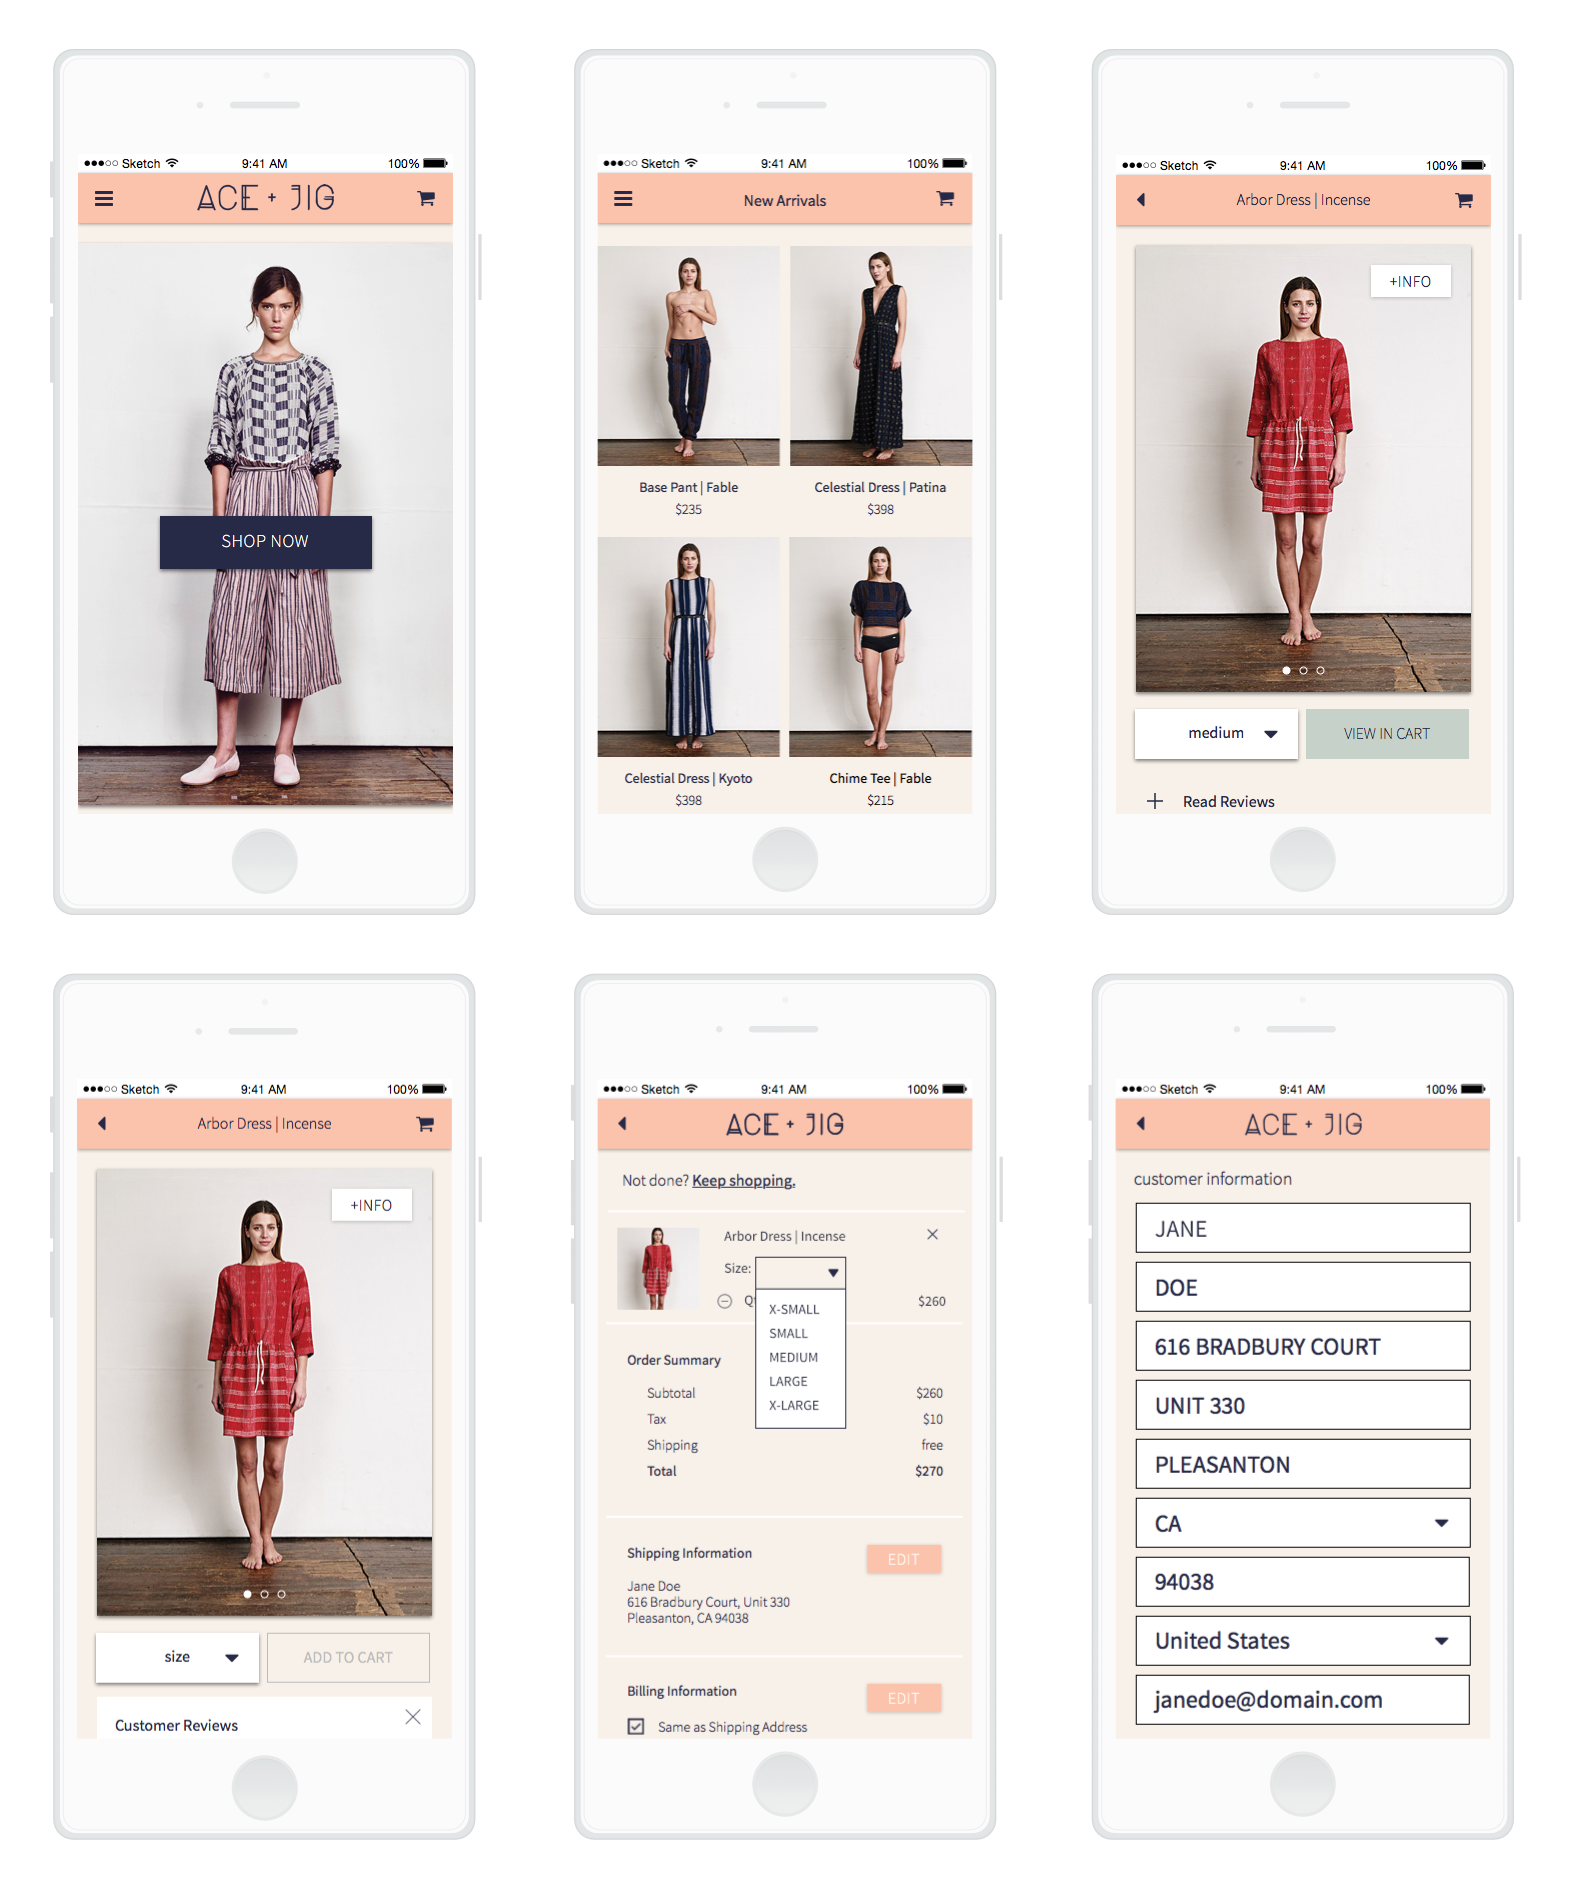 Sketch 9:41 AM 100%
ACE + JIG
SHOP NOW
Sketch 9:41 AM 100%
New Arrivals
Base Pant | Fable
$235
Celestial Dress | Patina
$398
Celestial Dress | Kyoto
$398
Chime Tee | Fable
$215
Sketch 9:41 AM 100%
Arbor Dress | Incense
+INFO
medium
VIEW IN CART
Read Reviews
Sketch 9:41 AM 100%
Arbor Dress | Incense
+INFO
size
ADD TO CART
Customer Reviews
Sketch 9:41 AM 100%
ACE + JIG
Not done? Keep shopping.
Arbor Dress | Incense
Size:
$260
X-SMALL
SMALL
MEDIUM
LARGE
X-LARGE
Order Summary
Subtotal $260
Tax $10
Shipping free
Total $270
Shipping Information
EDIT
Jane Doe
616 Bradbury Court, Unit 330
Pleasanton, CA 94038
Billing Information
EDIT
Same as Shipping Address
Sketch 9:41 AM 100%
ACE + JIG
customer information
JANE
DOE
616 BRADBURY COURT
UNIT 330
PLEASANTON
CA
94038
United States
janedoe@domain.com